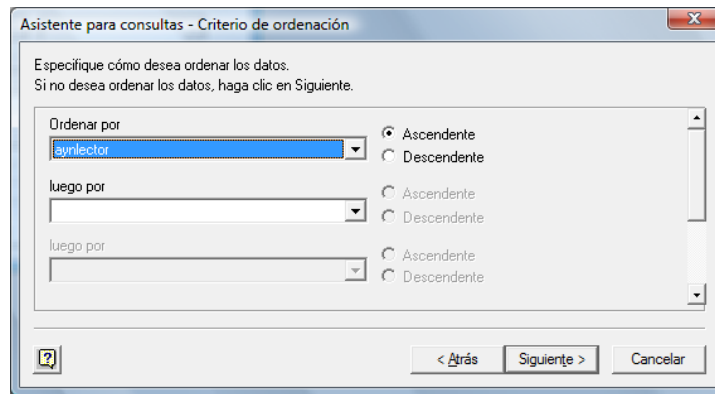 Asistente para consultas - Criterio de ordenación
Especifique cómo desea ordenar los datos.
Si no desea ordenar los datos, haga clic en Siguiente.
Ordenar por
aynlector
Ascendente
Descendente
luego por
Ascendente
Descendente
luego por
Ascendente
Descendente
< Atrás
Siguiente >
Cancelar